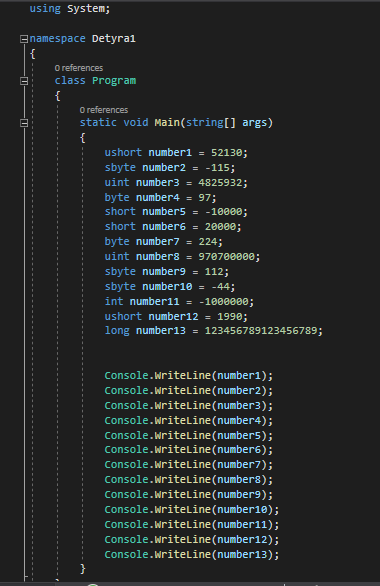 using System;
namespace Detyra1
{
0 references
class Program
{
0 references
static void Main(string[] args)
{
ushort number1 = 52130;
sbyte number2 = -115;
uint number3 = 4825932;
byte number4 = 97;
short number5 = -10000;
short number6 = 20000;
byte number7 = 224;
uint number8 = 970700000;
sbyte number9 = 112;
sbyte number10 = -44;
int number11 = -1000000;
ushort number12 = 1990;
long number13 = 123456789123456789;
Console.WriteLine(number1);
Console.WriteLine(number2);
Console.WriteLine(number3);
Console.WriteLine(number4);
Console.WriteLine(number5);
Console.WriteLine(number6);
Console.WriteLine(number7);
Console.WriteLine(number8);
Console.WriteLine(number9);
Console.WriteLine(number10);
Console.WriteLine(number11);
Console.WriteLine(number12);
Console.WriteLine(number13);
}